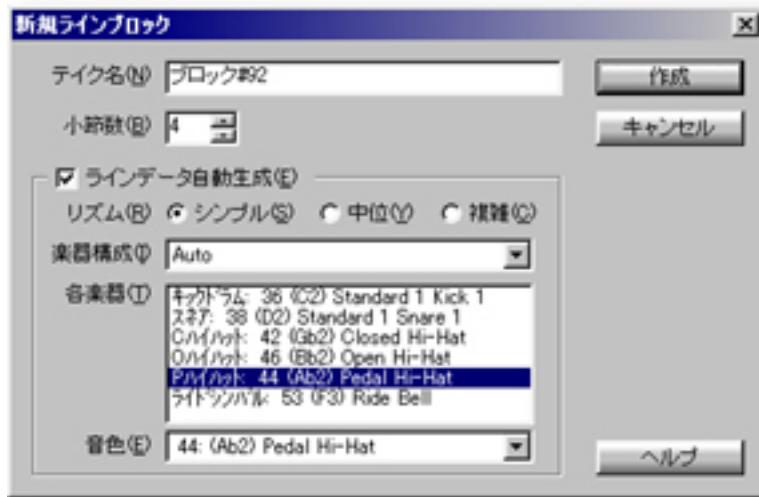 新規ラインブロック
テイク名(N) ブロック#92 作成
小節数(B) 4 キャンセル
ラインデータ自動生成(E)
リズム(R) シンプル(S) 中位(Y) 複雑(C)
楽器構成(I) Auto
各楽器(T)
キックドラム: 36 (C2) Standard 1 Kick 1
スネア: 38 (D2) Standard 1 Snare 1
Cハイハット: 42 (Gb2) Closed Hi-Hat
Oハイハット: 46 (Bb2) Open Hi-Hat
Pハイハット: 44 (Ab2) Pedal Hi-Hat
ライドシンバル: 53 (F3) Ride Bell
音色(E) 44: (Ab2) Pedal Hi-Hat ヘルプ